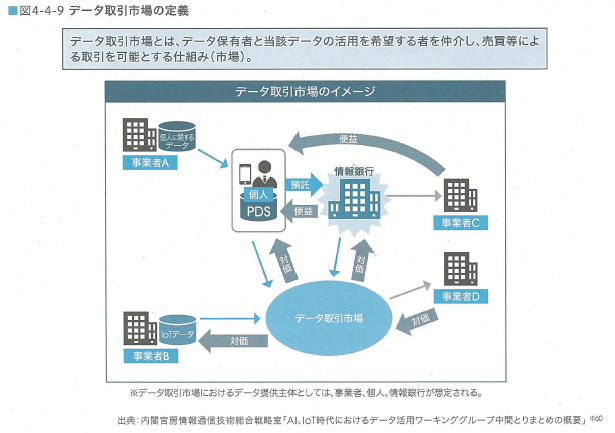 ■図4-4-9 データ取引市場の定義
データ取引市場とは、データ保有者と当該データの活用を希望する者を仲介し、売買等によ
る取引を可能とする仕組み(市場)。
データ取引市場のイメージ
個人に関する
データ
事業者A
便益
情報銀行
個人
PDS
預託
便益
事業者C
対価
対価
事業者D
データ取引市場
対価
IoTデータ
事業者B
対価
※データ取引市場におけるデータ提供主体としては、事業者、個人、情報銀行が想定される。
出典:内閣官房情報通信技術総合戦略室「AI、IoT時代におけるデータ活用ワーキンググループ中間とりまとめの概要」※60